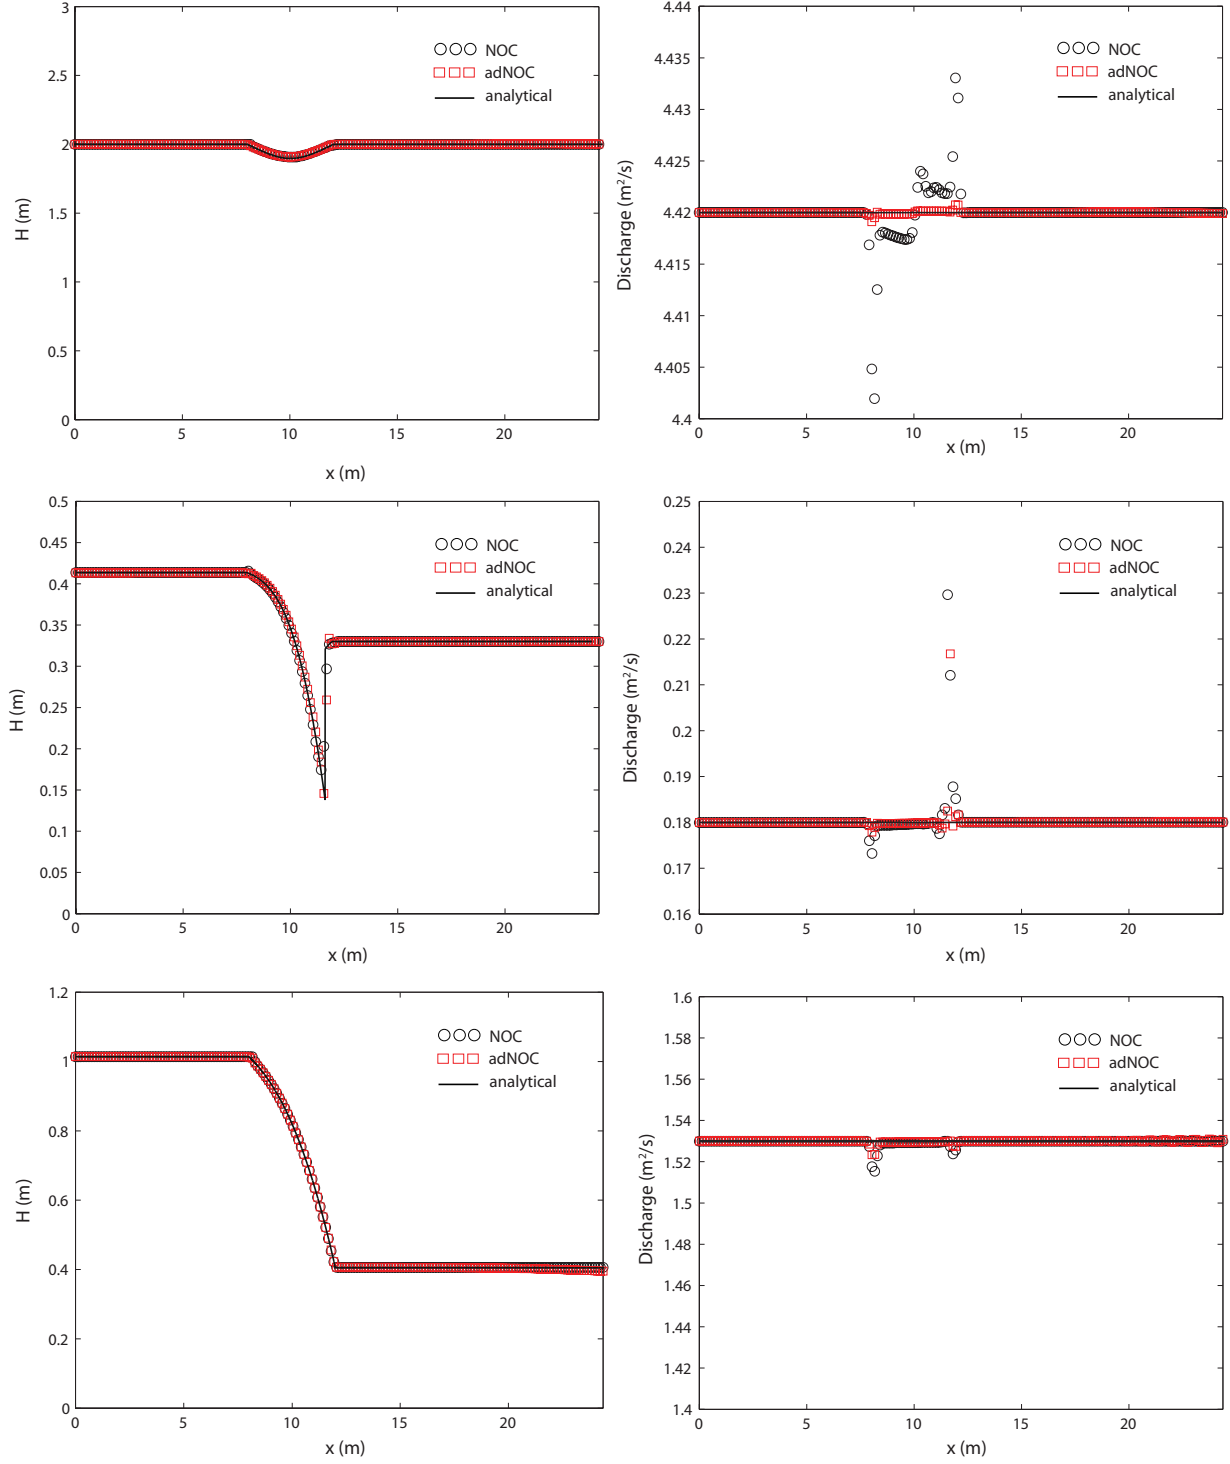 3
2.5
2
1.5
1
0.5
0
H (m)
0 5 10 15 20
x (m)
NOC
adNOC
analytical
4.44
4.435
4.43
4.425
4.42
4.415
4.41
4.405
4.4
Discharge (m²/s)
0 5 10 15 20
x (m)
NOC
adNOC
analytical
0.5
0.45
0.4
0.35
0.3
0.25
0.2
0.15
0.1
0.05
0
H (m)
0 5 10 15 20
x (m)
NOC
adNOC
analytical
0.25
0.24
0.23
0.22
0.21
0.2
0.19
0.18
0.17
0.16
Discharge (m²/s)
0 5 10 15 20
x (m)
NOC
adNOC
analytical
1.2
1
0.8
0.6
0.4
0.2
0
H (m)
0 5 10 15 20
x (m)
NOC
adNOC
analytical
1.6
1.58
1.56
1.54
1.52
1.5
1.48
1.46
1.44
1.42
1.4
Discharge (m²/s)
0 5 10 15 20
x (m)
NOC
adNOC
analytical